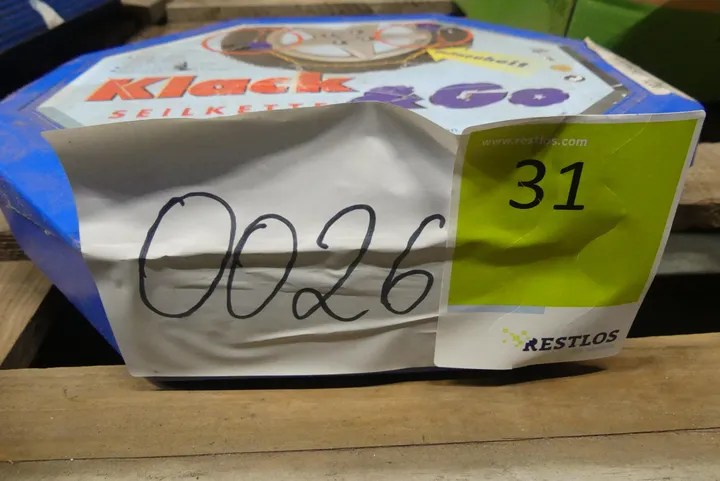 Klack
& Go
SEILKETTE
0026
www.restlos.com
31
RESTLOS